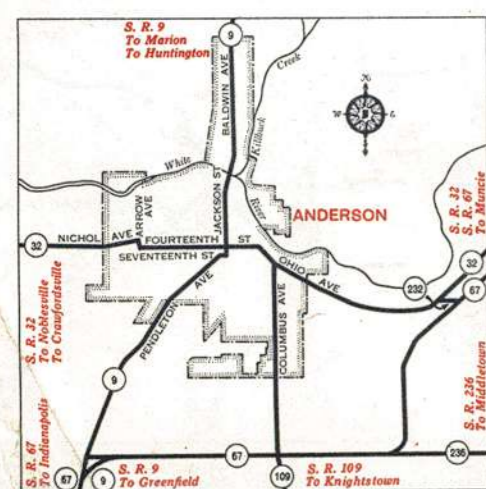 S. R. 9
To Marion
To Huntington
9
BALDWIN AVE
Creek
Killbuck
N
W
E
S
White
River
ARROW AVE
JACKSON ST
ANDERSON
S. R. 32
S. R. 67
To Muncie
32
NICHOL AVE
FOURTEENTH ST
SEVENTEENTH ST
OHIO AVE
232
32
67
S. R. 32
To Noblesville
To Crawfordsville
PENDLETON AVE
COLUMBUS AVE
9
S. R. 236
To Middletown
S. R. 67
To Indianapolis
67
236
67
9
S. R. 9
To Greenfield
109
S. R. 109
To Knightstown